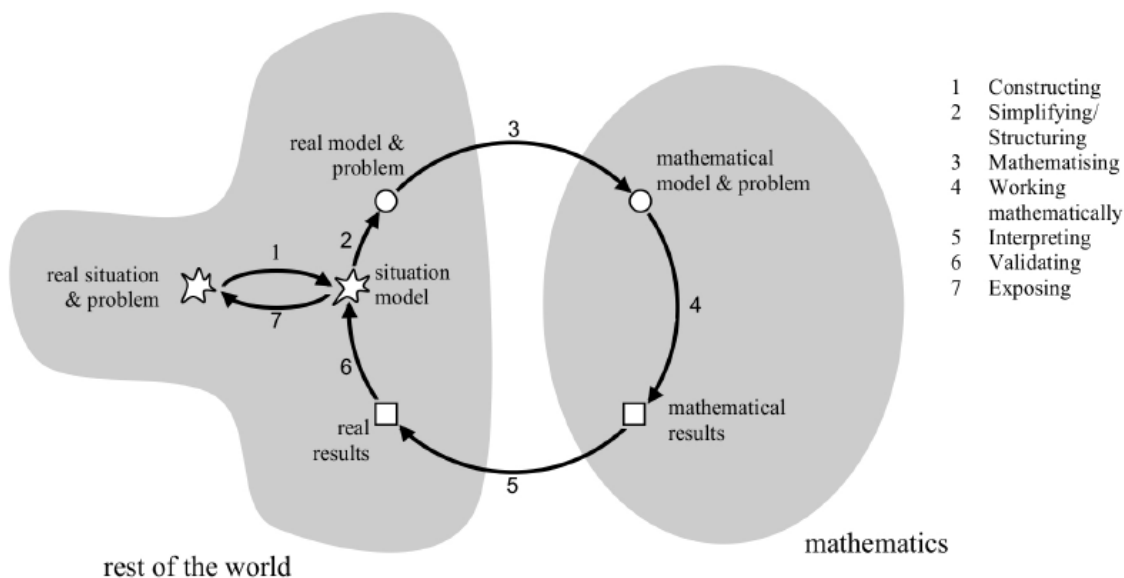 real model &
problem
3
mathematical
model & problem
2
real situation
& problem
1
situation
model
7
4
6
real
results
mathematical
results
5
rest of the world
mathematics
1 Constructing
2 Simplifying/
Structuring
3 Mathematising
4 Working
mathematically
5 Interpreting
6 Validating
7 Exposing